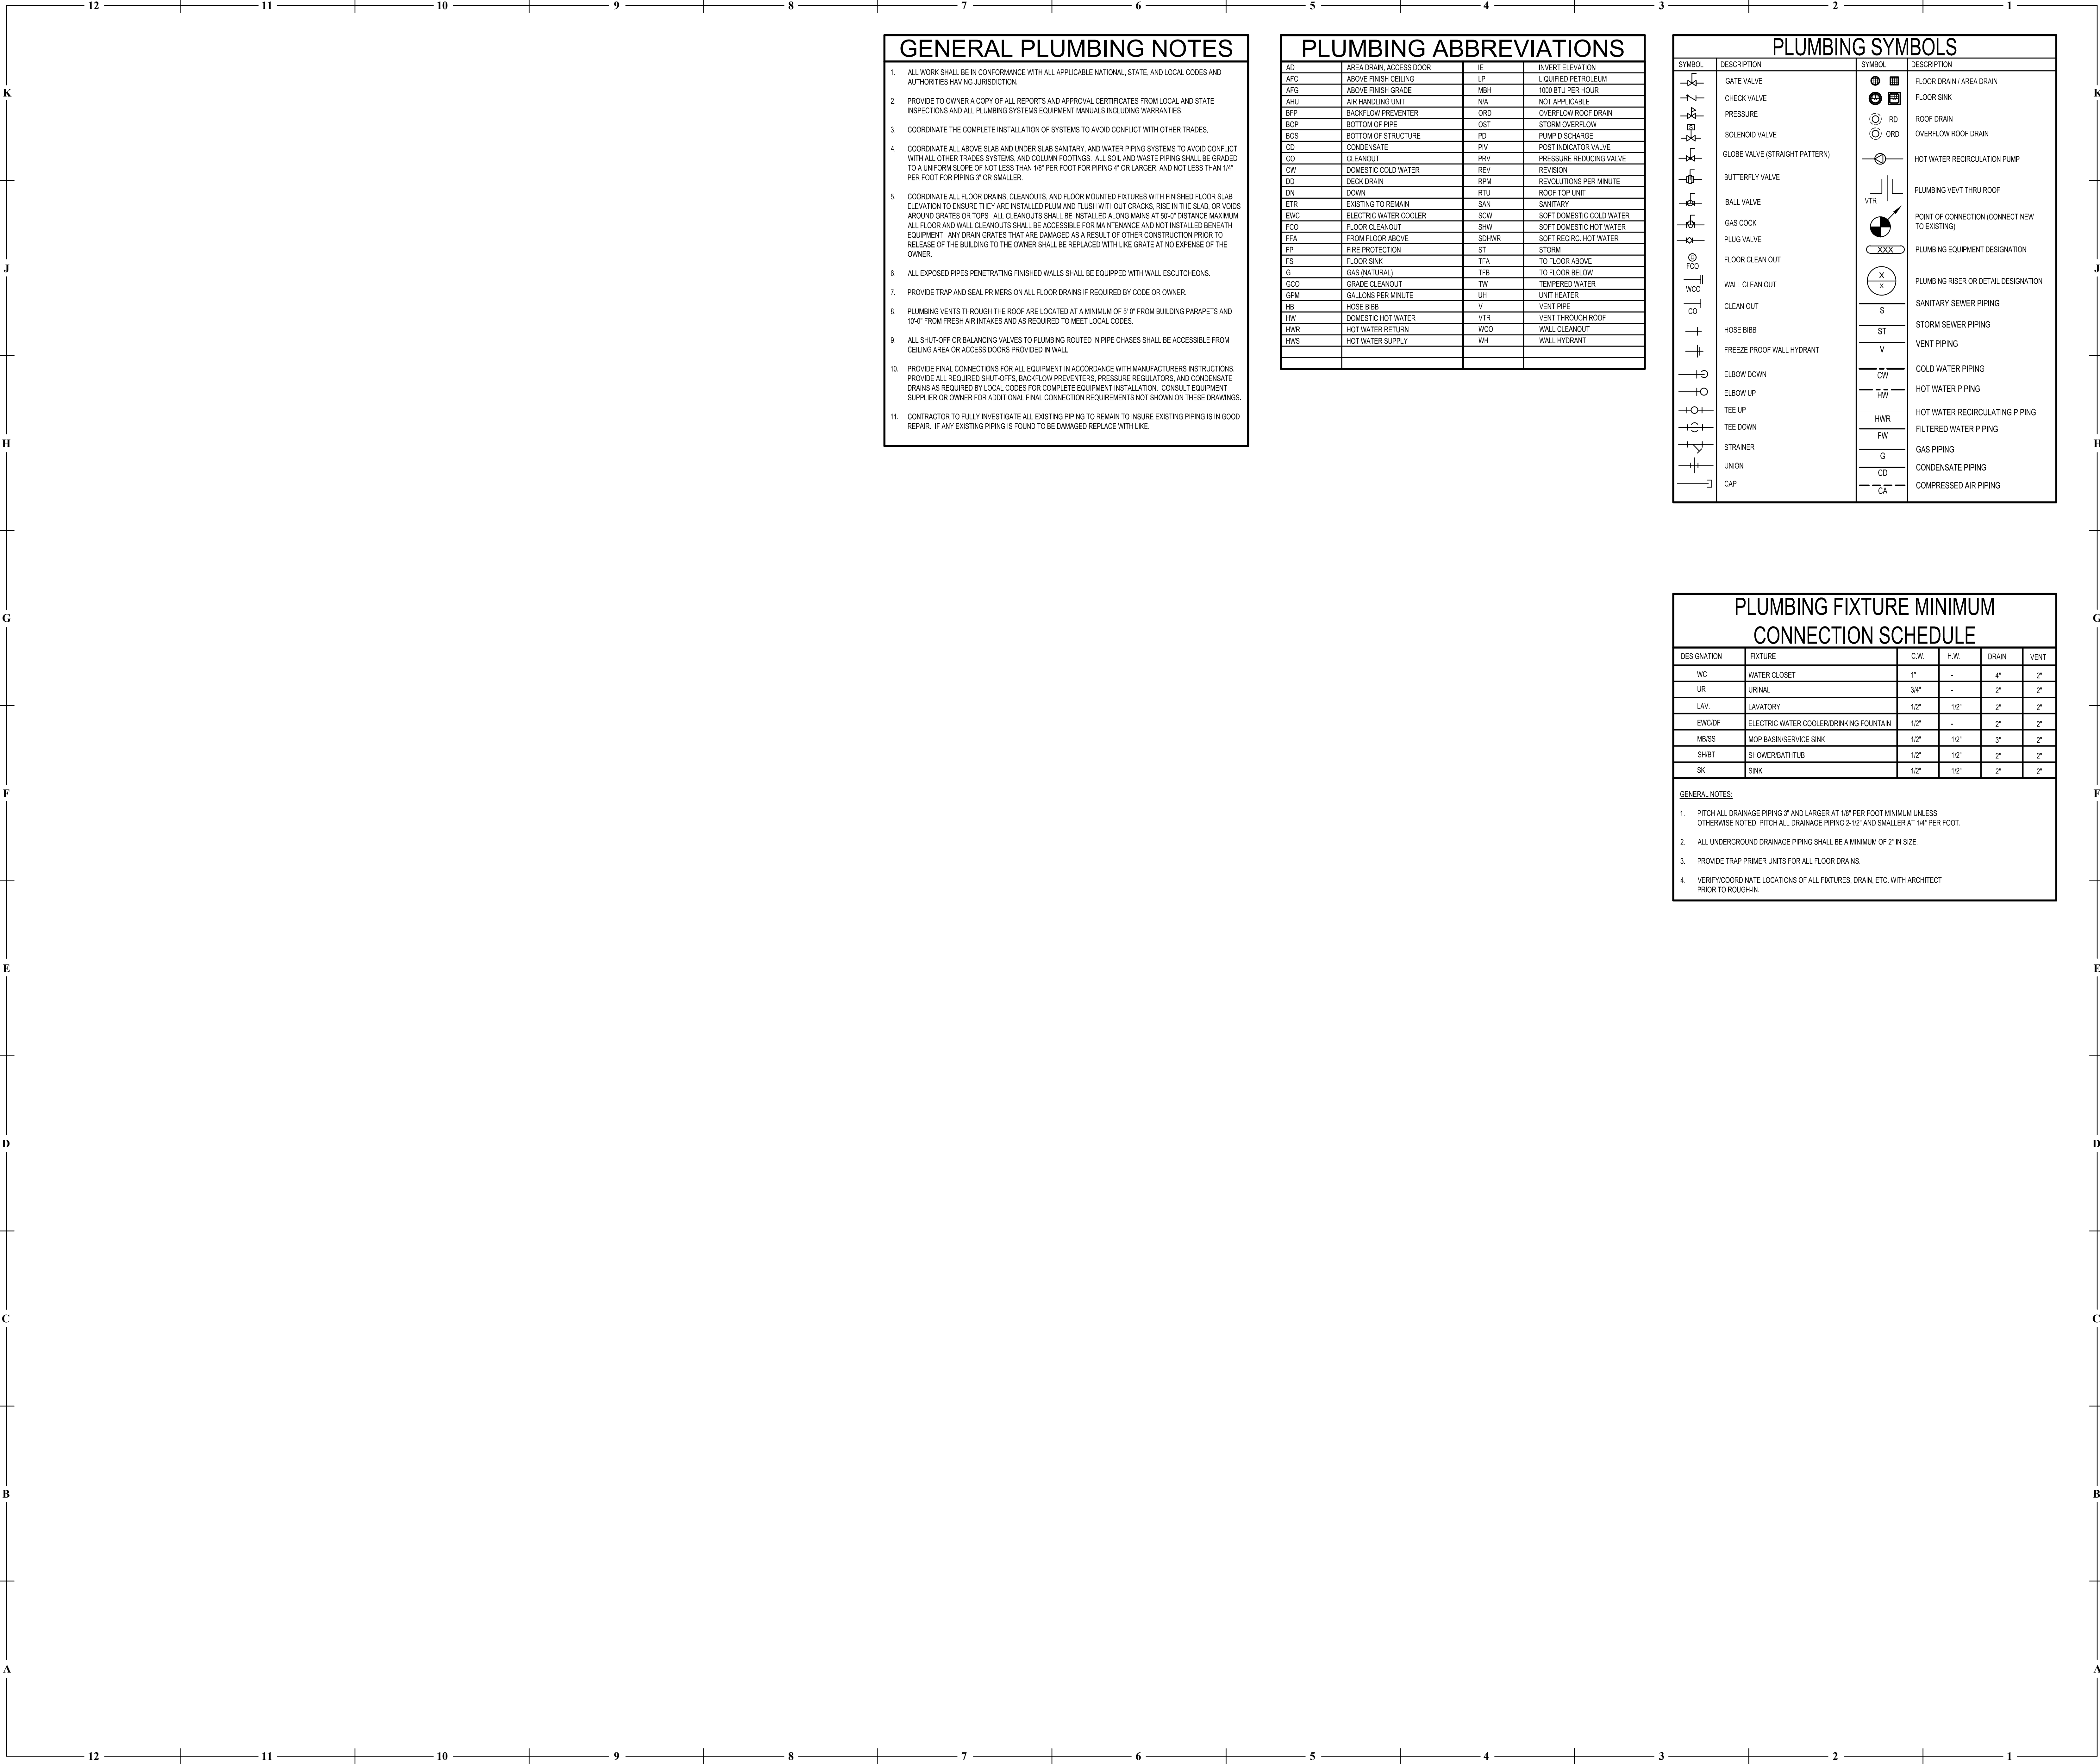 12 11 10 9 8 7 6 5 4 3 2 1
K
J
H
G
F
E
D
C
B
A
GENERAL PLUMBING NOTES
1. ALL WORK SHALL BE IN CONFORMANCE WITH ALL APPLICABLE NATIONAL, STATE, AND LOCAL CODES AND
AUTHORITIES HAVING JURISDICTION.
2. PROVIDE TO OWNER A COPY OF ALL REPORTS AND APPROVAL CERTIFICATES FROM LOCAL AND STATE
INSPECTIONS AND ALL PLUMBING SYSTEMS EQUIPMENT MANUALS INCLUDING WARRANTIES.
3. COORDINATE THE COMPLETE INSTALLATION OF SYSTEMS TO AVOID CONFLICT WITH OTHER TRADES.
4. COORDINATE ALL ABOVE SLAB AND UNDER SLAB SANITARY, AND WATER PIPING SYSTEMS TO AVOID CONFLICT
WITH ALL OTHER TRADES SYSTEMS, AND COLUMN FOOTINGS. ALL SOIL AND WASTE PIPING SHALL BE GRADED
TO A UNIFORM SLOPE OF NOT LESS THAN 1/8" PER FOOT FOR PIPING 4" OR LARGER, AND NOT LESS THAN 1/4"
PER FOOT FOR PIPING 3" OR SMALLER.
5. COORDINATE ALL FLOOR DRAINS, CLEANOUTS, AND FLOOR MOUNTED FIXTURES WITH FINISHED FLOOR SLAB
ELEVATION TO ENSURE THEY ARE INSTALLED PLUM AND FLUSH WITHOUT CRACKS, RISE IN THE SLAB, OR VOIDS
AROUND GRATES OR TOPS. ALL CLEANOUTS SHALL BE INSTALLED ALONG MAINS AT 50'-0" DISTANCE MAXIMUM.
ALL FLOOR AND WALL CLEANOUTS SHALL BE ACCESSIBLE FOR MAINTENANCE AND NOT INSTALLED BENEATH
EQUIPMENT. ANY DRAIN GRATES THAT ARE DAMAGED AS A RESULT OF OTHER CONSTRUCTION PRIOR TO
RELEASE OF THE BUILDING TO THE OWNER SHALL BE REPLACED WITH LIKE GRATE AT NO EXPENSE OF THE
OWNER.
6. ALL EXPOSED PIPES PENETRATING FINISHED WALLS SHALL BE EQUIPPED WITH WALL ESCUTCHEONS.
7. PROVIDE TRAP AND SEAL PRIMERS ON ALL FLOOR DRAINS IF REQUIRED BY CODE OR OWNER.
8. PLUMBING VENTS THROUGH THE ROOF ARE LOCATED AT A MINIMUM OF 5'-0" FROM BUILDING PARAPETS AND
10'-0" FROM FRESH AIR INTAKES AND AS REQUIRED TO MEET LOCAL CODES.
9. ALL SHUT-OFF OR BALANCING VALVES TO PLUMBING ROUTED IN PIPE CHASES SHALL BE ACCESSIBLE FROM
CEILING AREA OR ACCESS DOORS PROVIDED IN WALL.
10. PROVIDE FINAL CONNECTIONS FOR ALL EQUIPMENT IN ACCORDANCE WITH MANUFACTURERS INSTRUCTIONS.
PROVIDE ALL REQUIRED SHUT-OFFS, BACKFLOW PREVENTERS, PRESSURE REGULATORS, AND CONDENSATE
DRAINS AS REQUIRED BY LOCAL CODES FOR COMPLETE EQUIPMENT INSTALLATION. CONSULT EQUIPMENT
SUPPLIER OR OWNER FOR ADDITIONAL FINAL CONNECTION REQUIREMENTS NOT SHOWN ON THESE DRAWINGS.
11. CONTRACTOR TO FULLY INVESTIGATE ALL EXISTING PIPING TO REMAIN TO INSURE EXISTING PIPING IS IN GOOD
REPAIR. IF ANY EXISTING PIPING IS FOUND TO BE DAMAGED REPLACE WITH LIKE.
PLUMBING ABBREVIATIONS
AD AREA DRAIN, ACCESS DOOR IE INVERT ELEVATION
AFC ABOVE FINISH CEILING LP LIQUIFIED PETROLEUM
AFG ABOVE FINISH GRADE MBH 1000 BTU PER HOUR
AHU AIR HANDLING UNIT N/A NOT APPLICABLE
BFP BACKFLOW PREVENTER ORD OVERFLOW ROOF DRAIN
BOP BOTTOM OF PIPE OST STORM OVERFLOW
BOS BOTTOM OF STRUCTURE PD PUMP DISCHARGE
CD CONDENSATE PIV POST INDICATOR VALVE
CO CLEANOUT PRV PRESSURE REDUCING VALVE
CW DOMESTIC COLD WATER REV REVISION
DD DECK DRAIN RPM REVOLUTIONS PER MINUTE
DN DOWN RTU ROOF TOP UNIT
ETR EXISTING TO REMAIN SAN SANITARY
EWC ELECTRIC WATER COOLER SCW SOFT DOMESTIC COLD WATER
FCO FLOOR CLEANOUT SHW SOFT DOMESTIC HOT WATER
FFA FROM FLOOR ABOVE SDHWR SOFT RECIRC. HOT WATER
FP FIRE PROTECTION ST STORM
FS FLOOR SINK TFA TO FLOOR ABOVE
G GAS (NATURAL) TFB TO FLOOR BELOW
GCO GRADE CLEANOUT TW TEMPERED WATER
GPM GALLONS PER MINUTE UH UNIT HEATER
HB HOSE BIBB V VENT PIPE
HW DOMESTIC HOT WATER VTR VENT THROUGH ROOF
HWR HOT WATER RETURN WCO WALL CLEANOUT
HWS HOT WATER SUPPLY WH WALL HYDRANT
PLUMBING SYMBOLS
SYMBOL DESCRIPTION SYMBOL DESCRIPTION
GATE VALVE
CHECK VALVE
PRESSURE
S SOLENOID VALVE
GLOBE VALVE (STRAIGHT PATTERN)
BUTTERFLY VALVE
BALL VALVE
GAS COCK
PLUG VALVE
FCO FLOOR CLEAN OUT
WCO WALL CLEAN OUT
CO CLEAN OUT
HOSE BIBB
FREEZE PROOF WALL HYDRANT
ELBOW DOWN
ELBOW UP
TEE UP
TEE DOWN
STRAINER
UNION
CAP
FLOOR DRAIN / AREA DRAIN
FLOOR SINK
RD ROOF DRAIN
ORD OVERFLOW ROOF DRAIN
HOT WATER RECIRCULATION PUMP
VTR PLUMBING VEVT THRU ROOF
POINT OF CONNECTION (CONNECT NEW
TO EXISTING)
XXX PLUMBING EQUIPMENT DESIGNATION
X
X PLUMBING RISER OR DETAIL DESIGNATION
S SANITARY SEWER PIPING
ST STORM SEWER PIPING
V VENT PIPING
CW COLD WATER PIPING
HW HOT WATER PIPING
HWR HOT WATER RECIRCULATING PIPING
FW FILTERED WATER PIPING
G GAS PIPING
CD CONDENSATE PIPING
CA COMPRESSED AIR PIPING
PLUMBING FIXTURE MINIMUM
CONNECTION SCHEDULE
DESIGNATION FIXTURE C.W. H.W. DRAIN VENT
WC WATER CLOSET 1" - 4" 2"
UR URINAL 3/4" - 2" 2"
LAV. LAVATORY 1/2" 1/2" 2" 2"
EWC/DF ELECTRIC WATER COOLER/DRINKING FOUNTAIN 1/2" - 2" 2"
MB/SS MOP BASIN/SERVICE SINK 1/2" 1/2" 3" 2"
SH/BT SHOWER/BATHTUB 1/2" 1/2" 2" 2"
SK SINK 1/2" 1/2" 2" 2"
GENERAL NOTES:
1. PITCH ALL DRAINAGE PIPING 3" AND LARGER AT 1/8" PER FOOT MINIMUM UNLESS
OTHERWISE NOTED. PITCH ALL DRAINAGE PIPING 2-1/2" AND SMALLER AT 1/4" PER FOOT.
2. ALL UNDERGROUND DRAINAGE PIPING SHALL BE A MINIMUM OF 2" IN SIZE.
3. PROVIDE TRAP PRIMER UNITS FOR ALL FLOOR DRAINS.
4. VERIFY/COORDINATE LOCATIONS OF ALL FIXTURES, DRAIN, ETC. WITH ARCHITECT
PRIOR TO ROUGH-IN.
K
J
H
G
F
E
D
C
B
A
12 11 10 9 8 7 6 5 4 3 2 1